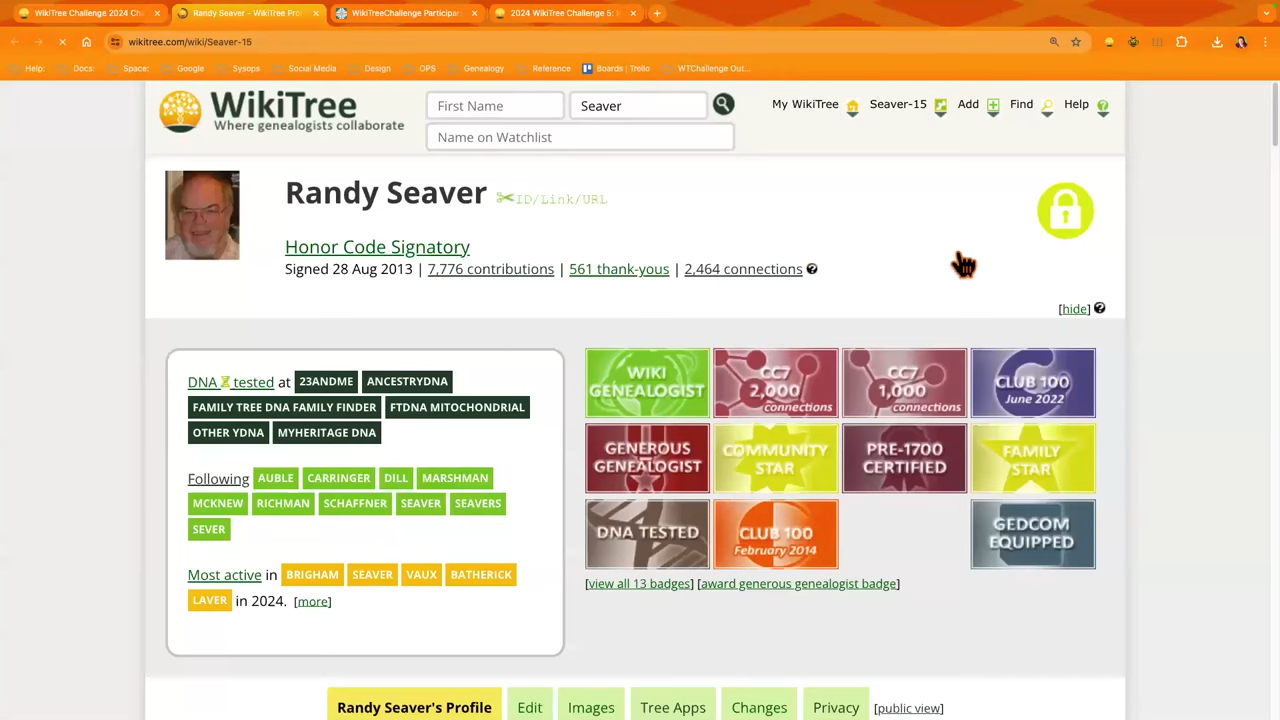 WikiTree Challenge 2024 Cha
Randy Seaver - WikiTree Pro
WikiTreeChallenge Participan
2024 WikiTree Challenge 5:
wikitree.com/wiki/Seaver-15
Help: Docs: Space: Google Sysops Social Media Design OPS Genealogy Reference Boards | Trello WTChallenge Out...
WikiTree
Where genealogists collaborate
First Name Seaver
Name on Watchlist
My WikiTree Seaver-15 Add Find Help
Randy Seaver ID/Link/URL
Honor Code Signatory
Signed 28 Aug 2013 | 7,776 contributions | 561 thank-yous | 2,464 connections
[hide]
DNA tested at 23ANDME ANCESTRYDNA
FAMILY TREE DNA FAMILY FINDER FTDNA MITOCHONDRIAL
OTHER YDNA MYHERITAGE DNA
Following AUBLE CARRINGER DILL MARSHMAN
MCKNEW RICHMAN SCHAFFNER SEAVER SEAVERS
SEVER
Most active in BRIGHAM SEAVER VAUX BATHERICK
LAVER in 2024. [more]
WIKI
GENEALOGIST
CC7
2,000
connections
CC7
1,000
connections
CLUB 100
June 2022
GENEROUS
GENEALOGIST
COMMUNITY
STAR
PRE-1700
CERTIFIED
FAMILY
STAR
DNA TESTED
CLUB 100
February 2014
GEDCOM
EQUIPPED
[view all 13 badges] [award generous genealogist badge]
Randy Seaver's Profile Edit Images Tree Apps Changes Privacy [public view]